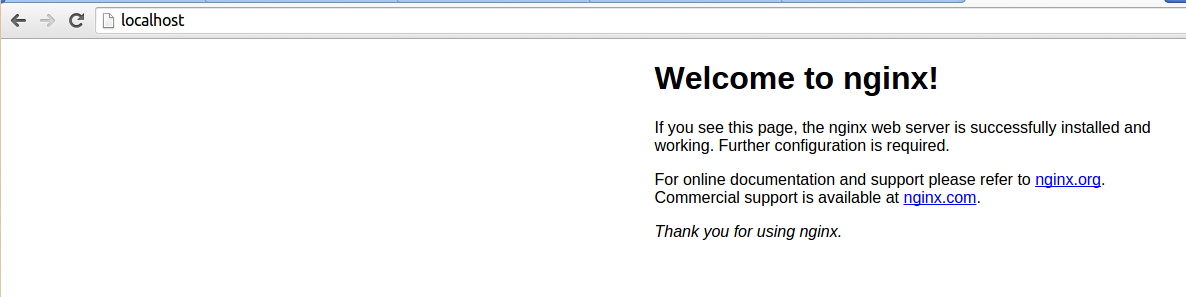 localhost
Welcome to nginx!
If you see this page, the nginx web server is successfully installed and
working. Further configuration is required.
For online documentation and support please refer to nginx.org.
Commercial support is available at nginx.com.
Thank you for using nginx.